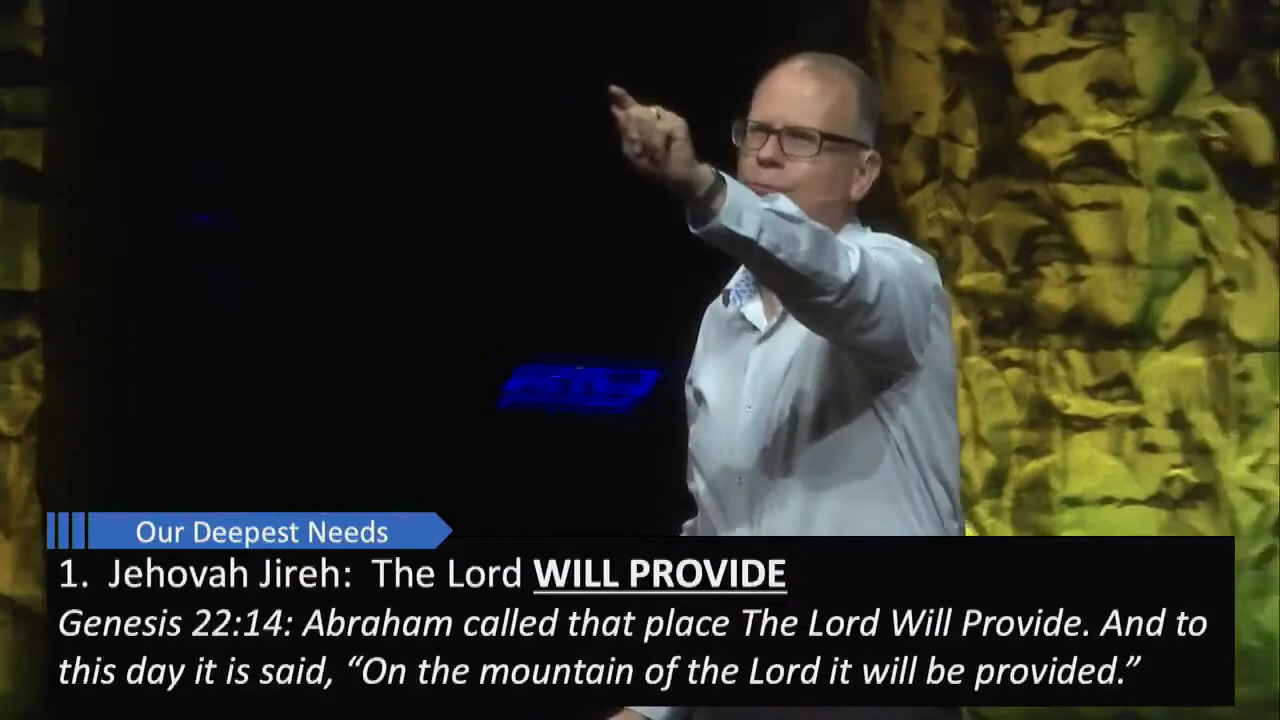 Our Deepest Needs
1. Jehovah Jireh: The Lord WILL PROVIDE
Genesis 22:14: Abraham called that place The Lord Will Provide. And to
this day it is said, “On the mountain of the Lord it will be provided.”